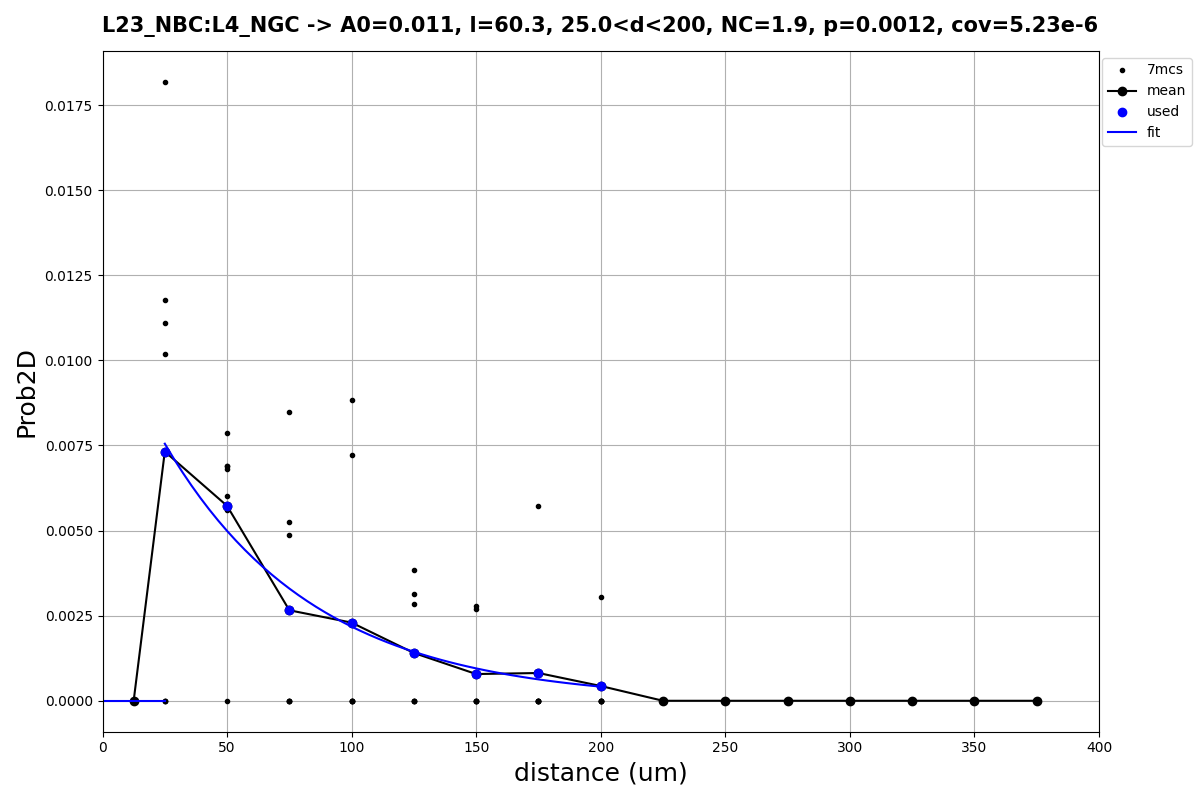 L23_NBC:L4_NGC -> A0=0.011, l=60.3, 25.0<d<200, NC=1.9, p=0.0012, cov=5.23e-6
7mcs
mean
used
fit
Prob2D
0.0175
0.0150
0.0125
0.0100
0.0075
0.0050
0.0025
0.0000
0 50 100 150 200 250 300 350 400
distance (um)